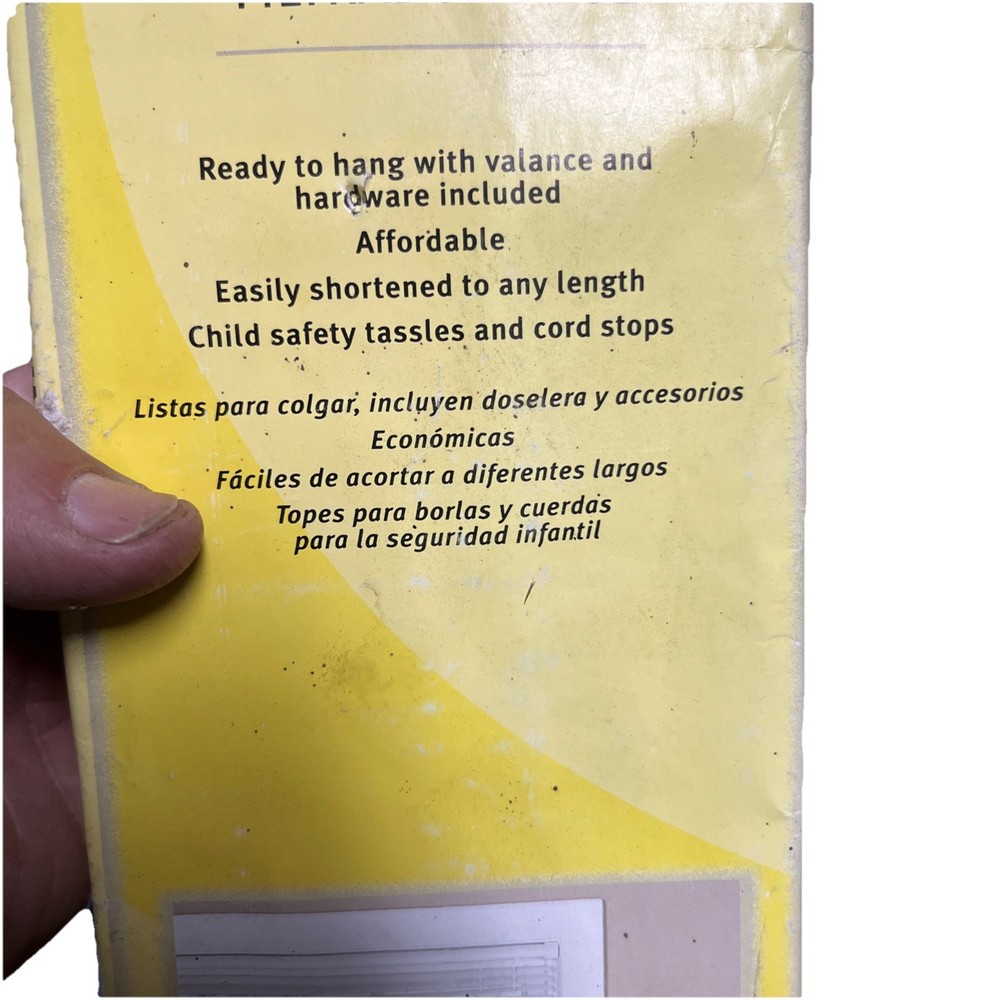 Ready to hang with valance and
hardware included
Affordable
Easily shortened to any length
Child safety tassles and cord stops
Listas para colgar, incluyen doselera y accesorios
Económicas
Fáciles de acortar a diferentes largos
Topes para borlas y cuerdas
para la seguridad infantil